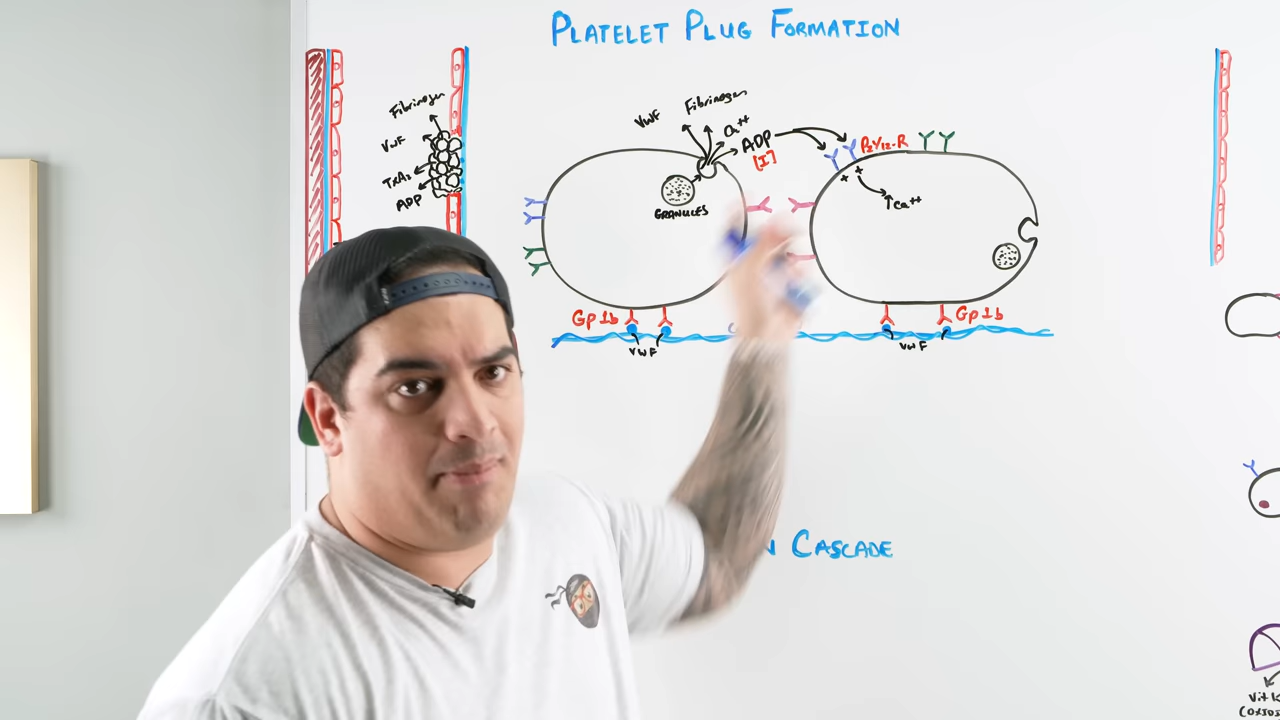 PLATELET PLUG FORMATION
Fibrinogen
VWF
TxA₂
ADP
VWF
Fibrinogen
Ca⁺⁺
ADP
[I]
P₂Y₁₂-R
+ +
↑Ca⁺⁺
GRANULES
Gp1b
VWF
Gp1b
VWF
N CASCADE
Vit K